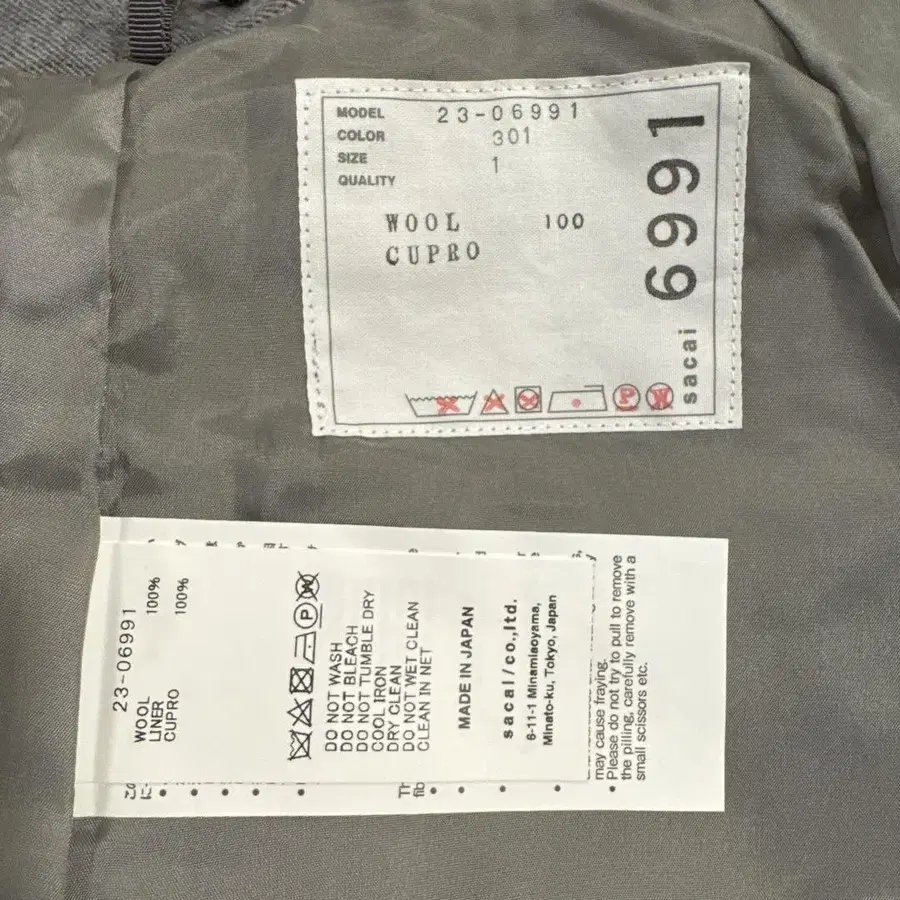 MODEL 23-06991
COLOR 301
SIZE 1
QUALITY
WOOL 100
CUPRO
P W
sacai 6991
23-06991
WOOL 100%
LINER
CUPRO 100%
P W
DO NOT WASH
DO NOT BLEACH
DO NOT TUMBLE DRY
COOL IRON
DRY CLEAN
DO NOT WET CLEAN
CLEAN IN NET
MADE IN JAPAN
sacai/co.,ltd.
6-11-1 Minamiaoyama,
Minato-ku, Tokyo, Japan
may cause fraying.
• Please do not try to pull to remove
the pilling, carefully remove with a
small scissors etc.